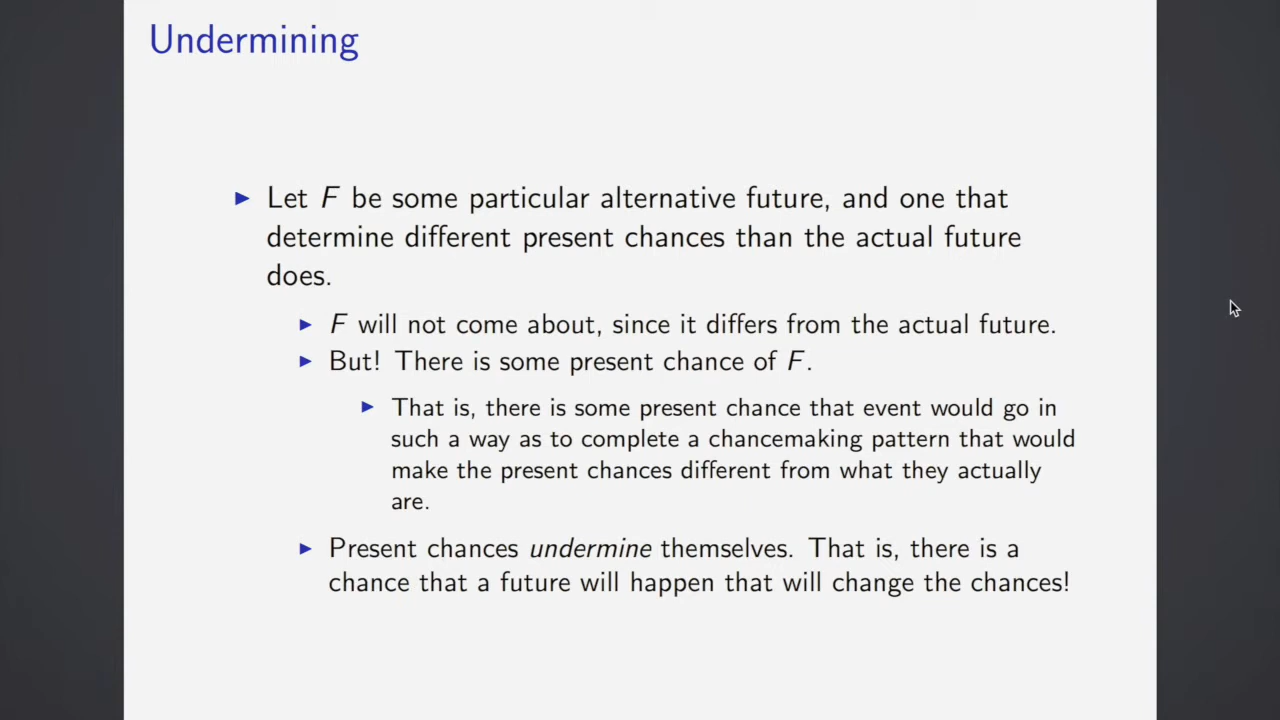 Undermining
Let F be some particular alternative future, and one that
determine different present chances than the actual future
does.
F will not come about, since it differs from the actual future.
But! There is some present chance of F.
That is, there is some present chance that event would go in
such a way as to complete a chancemaking pattern that would
make the present chances different from what they actually
are.
Present chances undermine themselves. That is, there is a
chance that a future will happen that will change the chances!